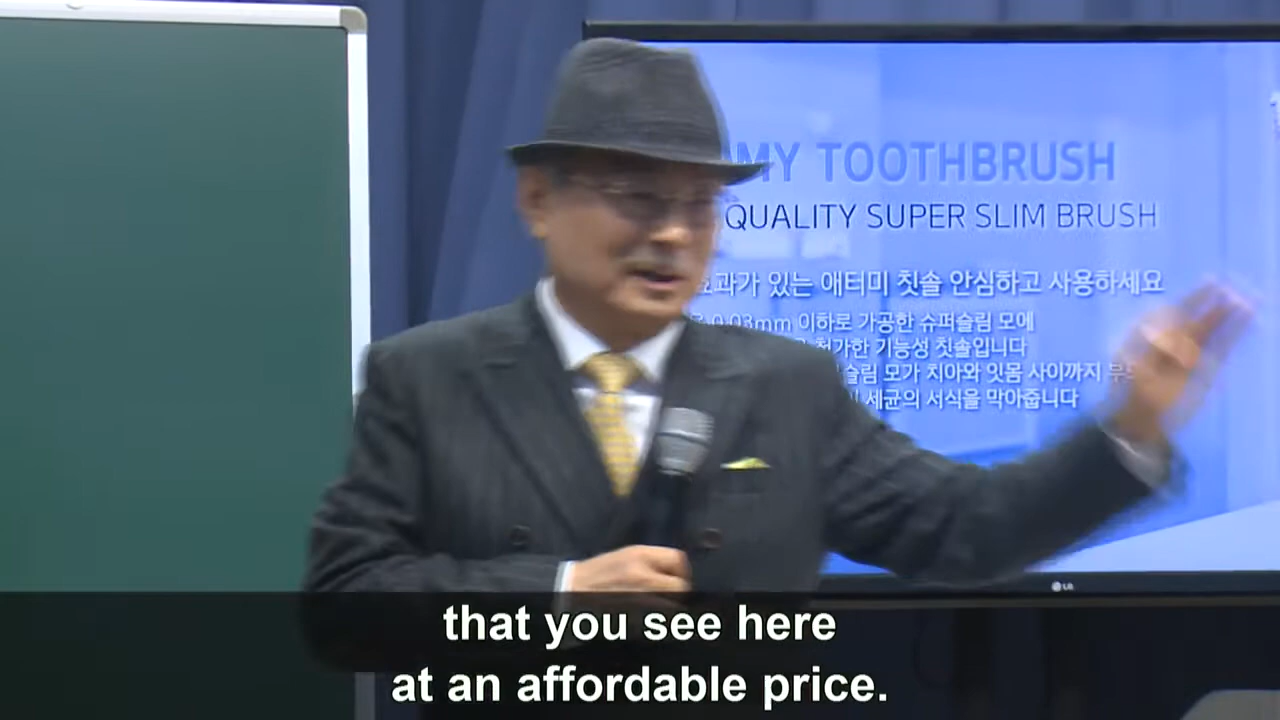 MY TOOTHBRUSH
QUALITY SUPER SLIM BRUSH
효과가 있는 애터미 칫솔 안심하고 사용하세요
0.03mm 이하로 가공한 슈퍼슬림 모에
첨가한 기능성 칫솔입니다
슬림 모가 치아와 잇몸 사이까지
세균의 서식을 막아줍니다
LG
that you see here
at an affordable price.